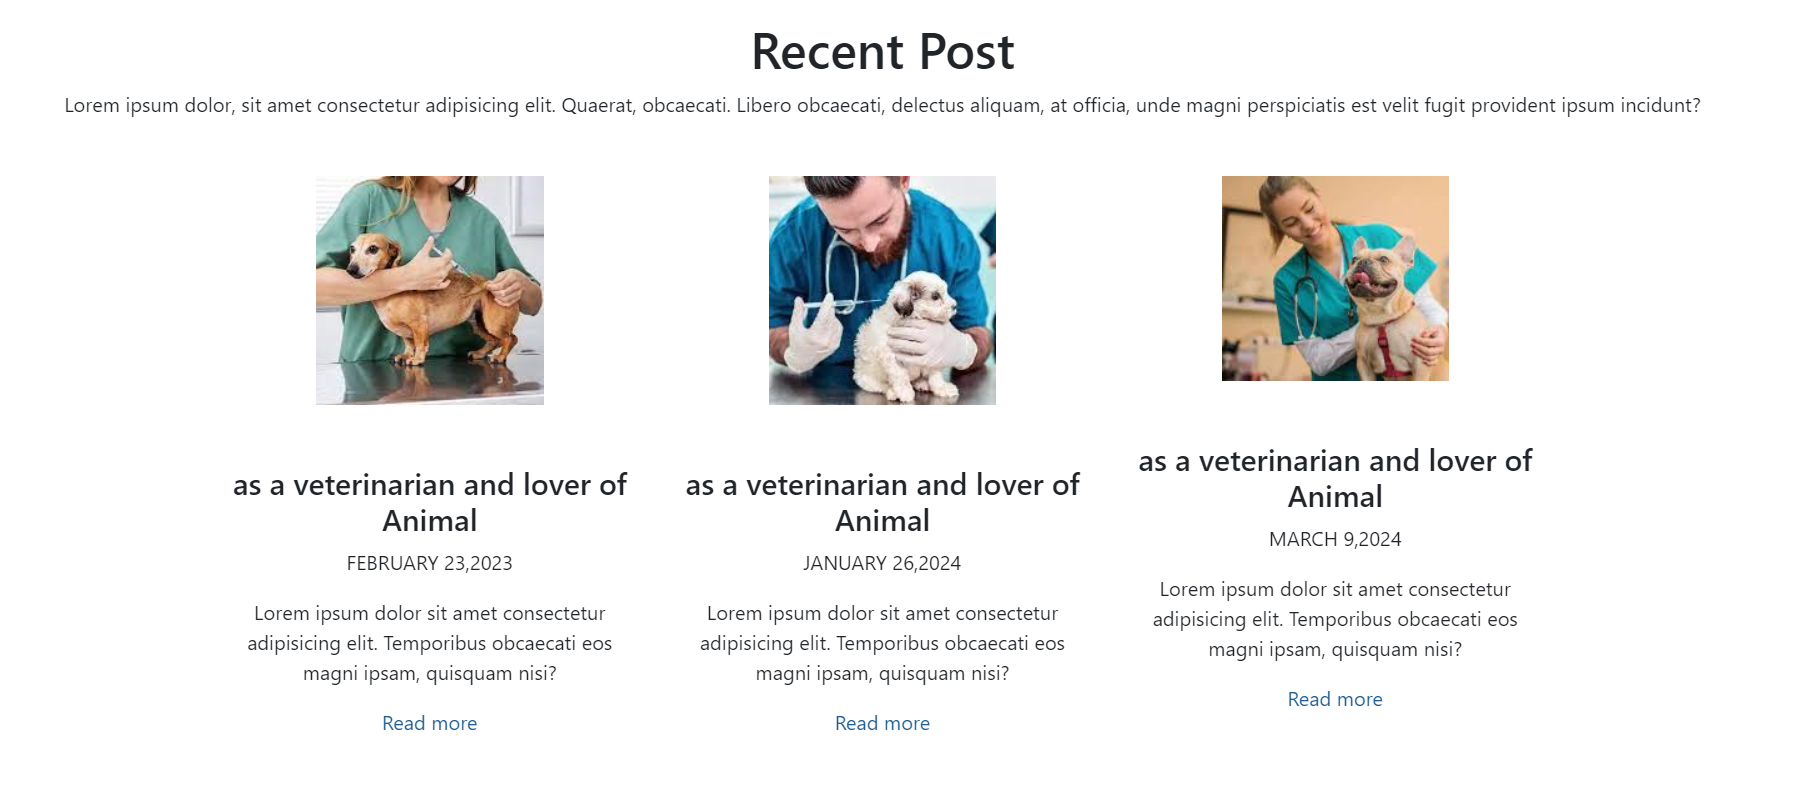 Recent Post
Lorem ipsum dolor, sit amet consectetur adipisicing elit. Quaerat, obcaecati. Libero obcaecati, delectus aliquam, at officia, unde magni perspiciatis est velit fugit provident ipsum incidunt?
as a veterinarian and lover of
Animal
FEBRUARY 23,2023
Lorem ipsum dolor sit amet consectetur
adipisicing elit. Temporibus obcaecati eos
magni ipsam, quisquam nisi?
Read more
as a veterinarian and lover of
Animal
JANUARY 26,2024
Lorem ipsum dolor sit amet consectetur
adipisicing elit. Temporibus obcaecati eos
magni ipsam, quisquam nisi?
Read more
as a veterinarian and lover of
Animal
MARCH 9,2024
Lorem ipsum dolor sit amet consectetur
adipisicing elit. Temporibus obcaecati eos
magni ipsam, quisquam nisi?
Read more